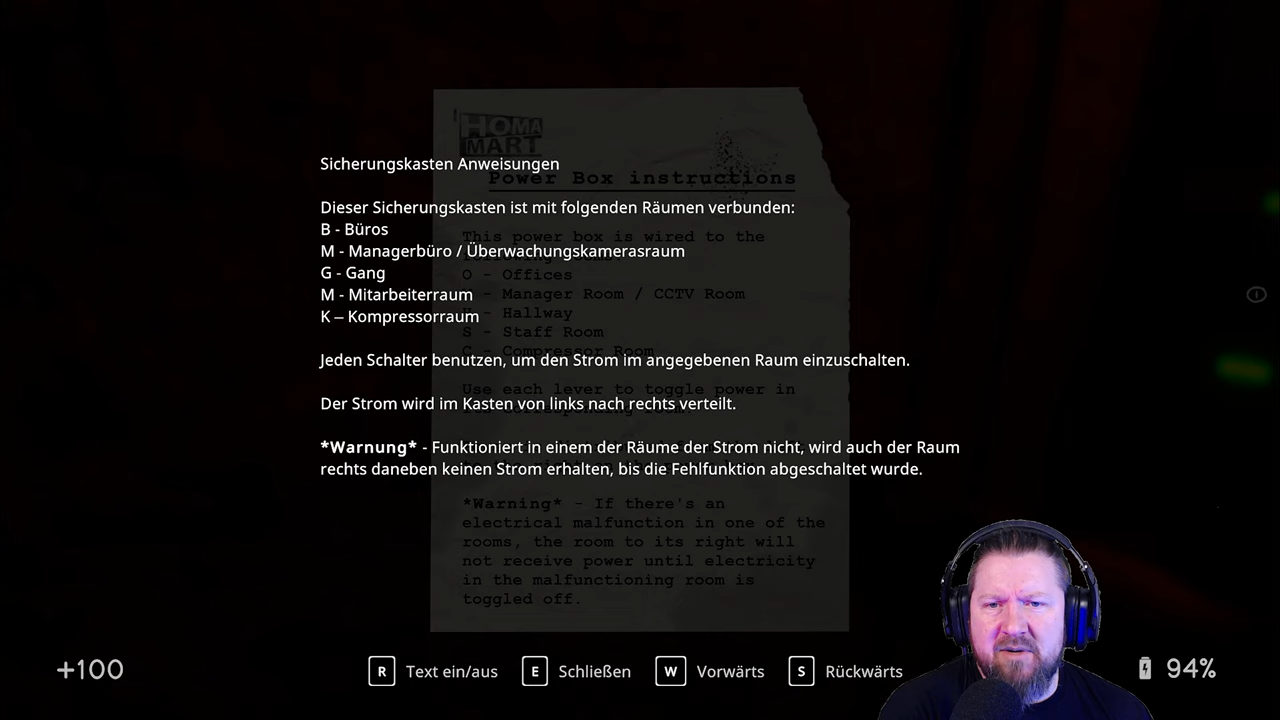 HOMA
MART
Sicherungskasten Anweisungen
Power Box instructions
Dieser Sicherungskasten ist mit folgenden Räumen verbunden:
B - Büros
This power box is wired to the
M - Managerbüro / Überwachungskamerasraum
G - Gang
O - Offices
M - Mitarbeiterraum
- Manager Room / CCTV Room
K – Kompressorraum
- Hallway
S - Staff Room
C - Compressor Room
Jeden Schalter benutzen, um den Strom im angegebenen Raum einzuschalten.
Use each lever to toggle power in
Der Strom wird im Kasten von links nach rechts verteilt.
*Warnung* - Funktioniert in einem der Räume der Strom nicht, wird auch der Raum
rechts daneben keinen Strom erhalten, bis die Fehlfunktion abgeschaltet wurde.
*Warning* - If there's an
electrical malfunction in one of the
rooms, the room to its right will
not receive power until electricity
in the malfunctioning room is
toggled off.
+100
R Text ein/aus E Schließen W Vorwärts S Rückwärts
94%